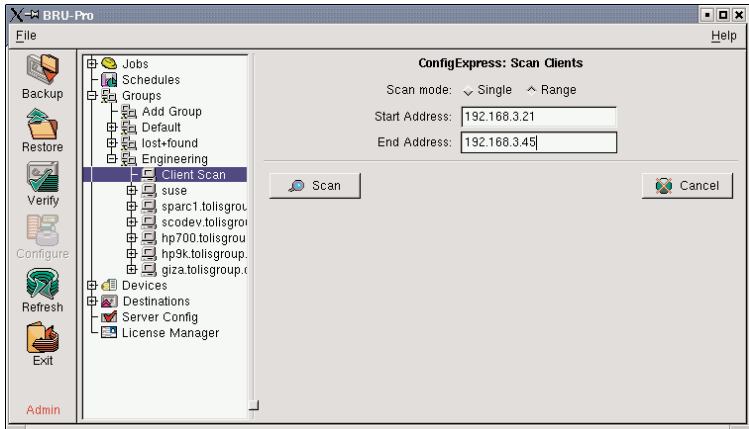 BRU-Pro
File
Help
Backup
Restore
Verify
Configure
Refresh
Exit
Admin
Jobs
Schedules
Groups
Add Group
Default
lost+found
Engineering
Client Scan
suse
sparc1.tolisgrou
scodev.tolisgrou
hp700.tolisgrou
hp9k.tolisgroup.
giza.tolisgroup.c
Devices
Destinations
Server Config
License Manager
ConfigExpress: Scan Clients
Scan mode: Single Range
Start Address: 192.168.3.21
End Address: 192.168.3.45
Scan
Cancel